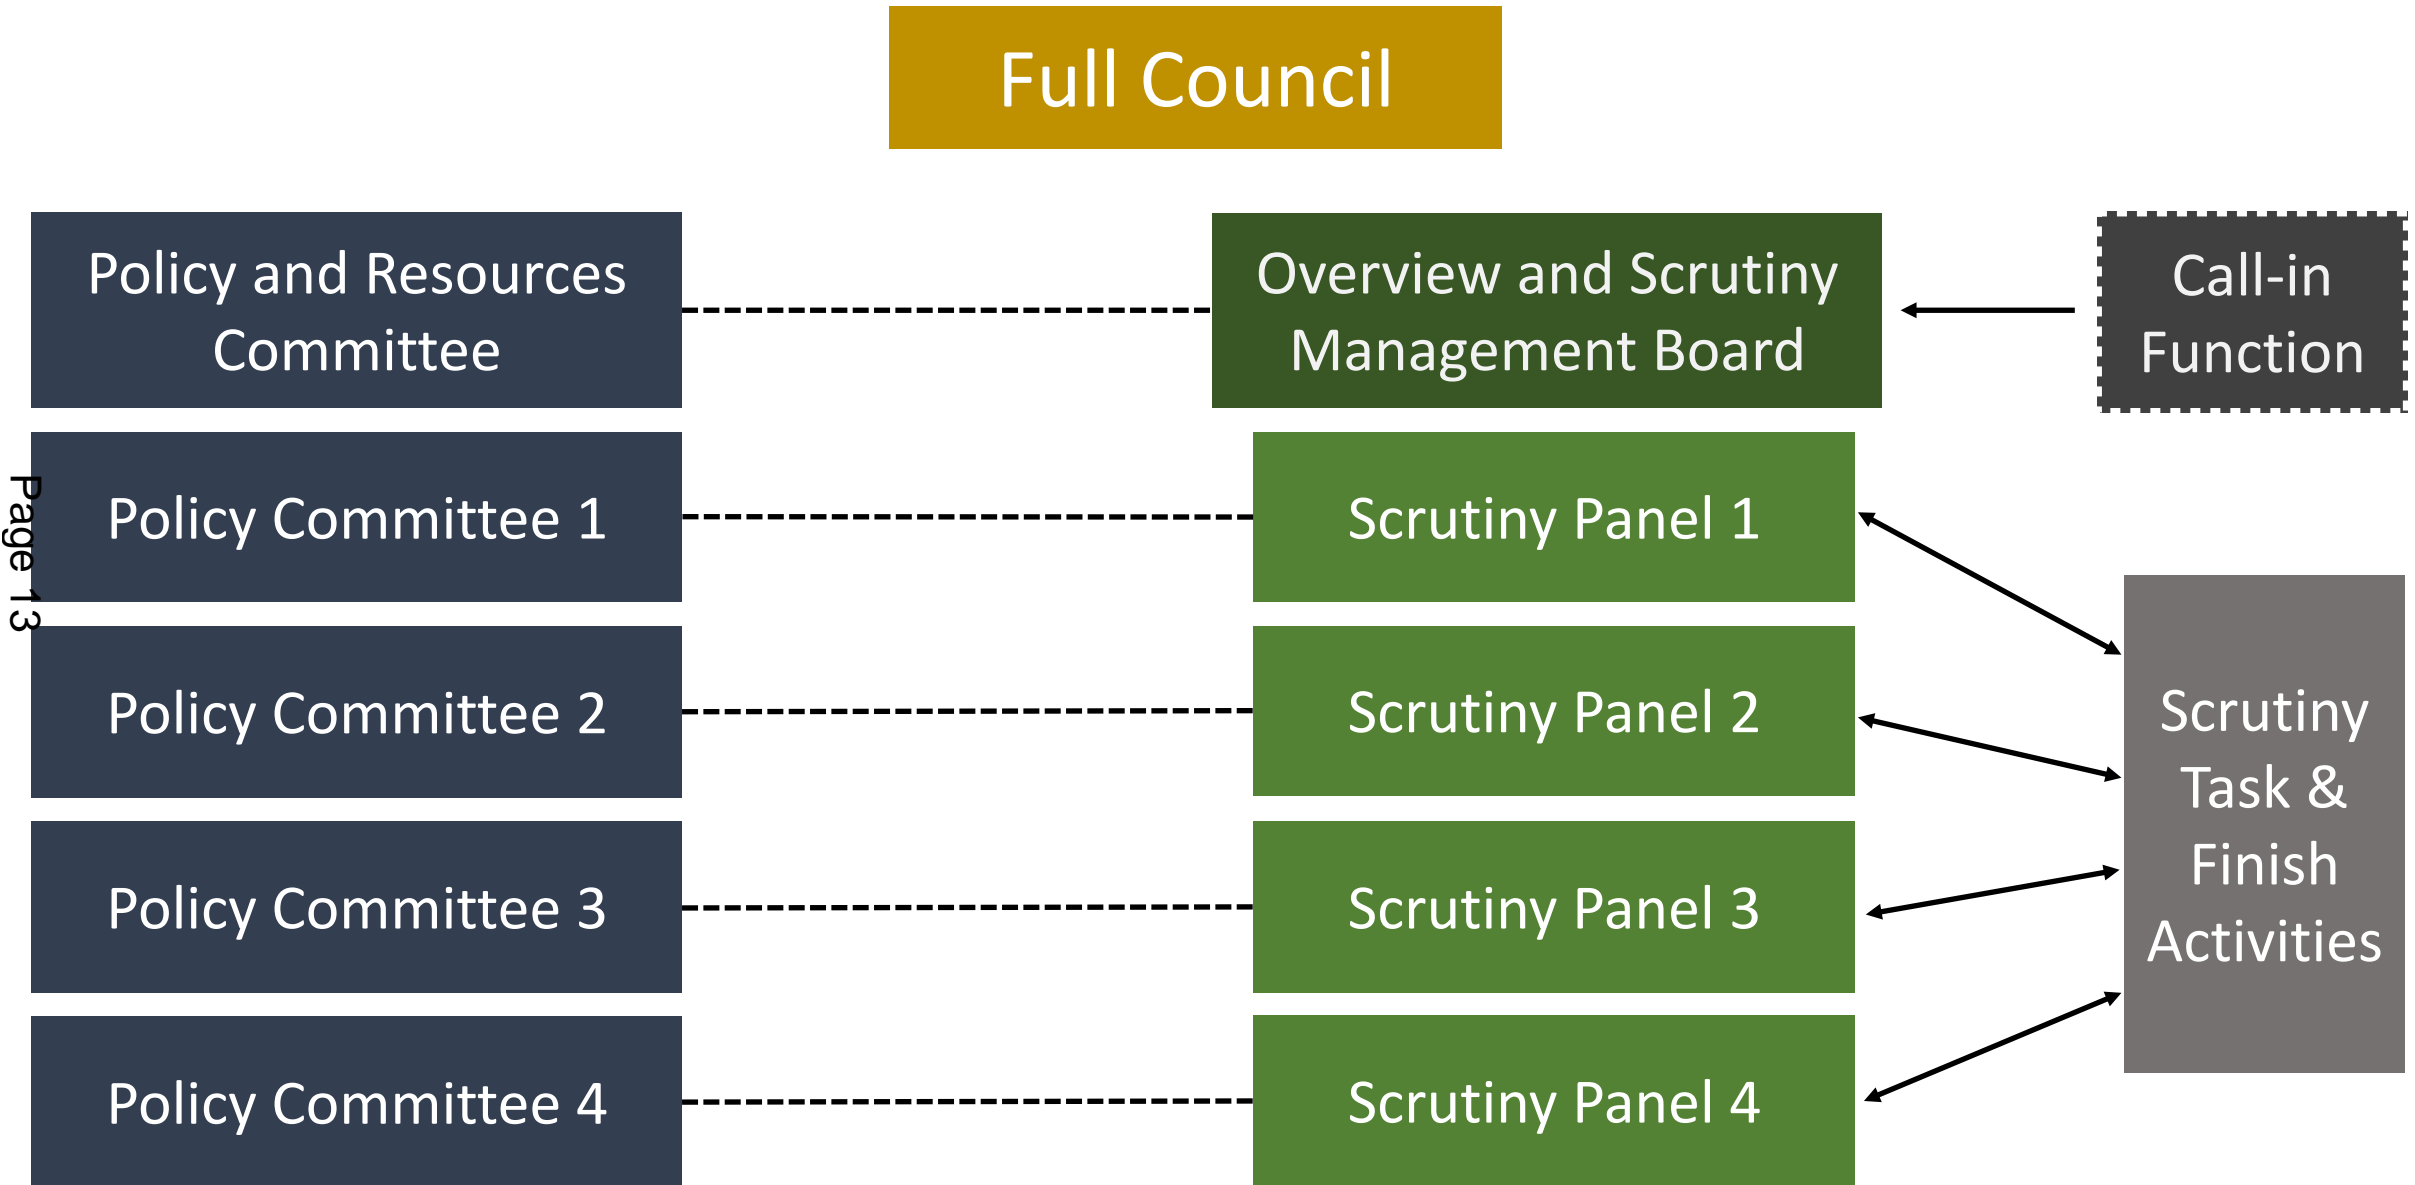 Full Council
Policy and Resources
Committee
Overview and Scrutiny
Management Board
Call-in
Function
Policy Committee 1
Scrutiny Panel 1
Policy Committee 2
Scrutiny Panel 2
Policy Committee 3
Scrutiny Panel 3
Policy Committee 4
Scrutiny Panel 4
Scrutiny
Task &
Finish
Activities
Page 13